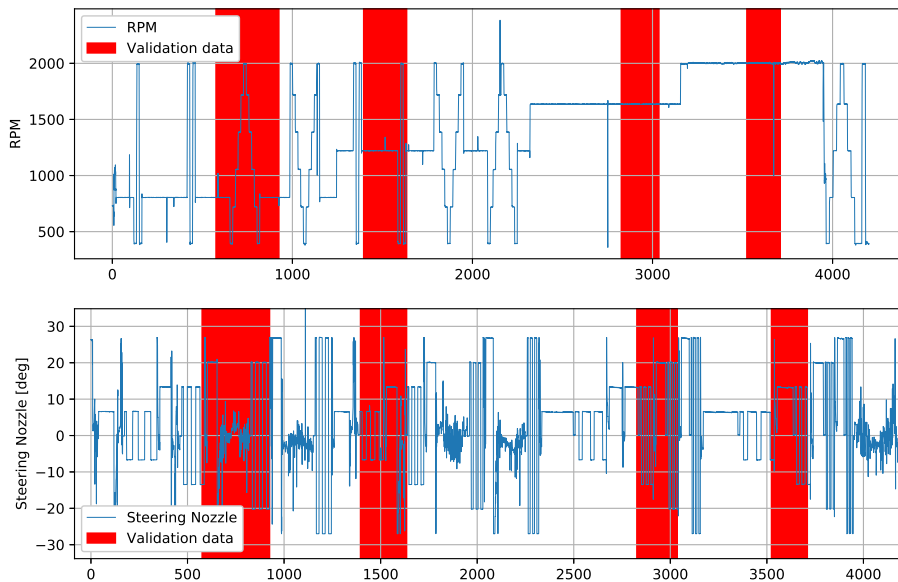 RPM
Validation data
RPM
2000
1500
1000
500
0 1000 2000 3000 4000
Steering Nozzle [deg]
30
20
10
0
−10
−20
−30
Steering Nozzle
Validation data
0 500 1000 1500 2000 2500 3000 3500 4000